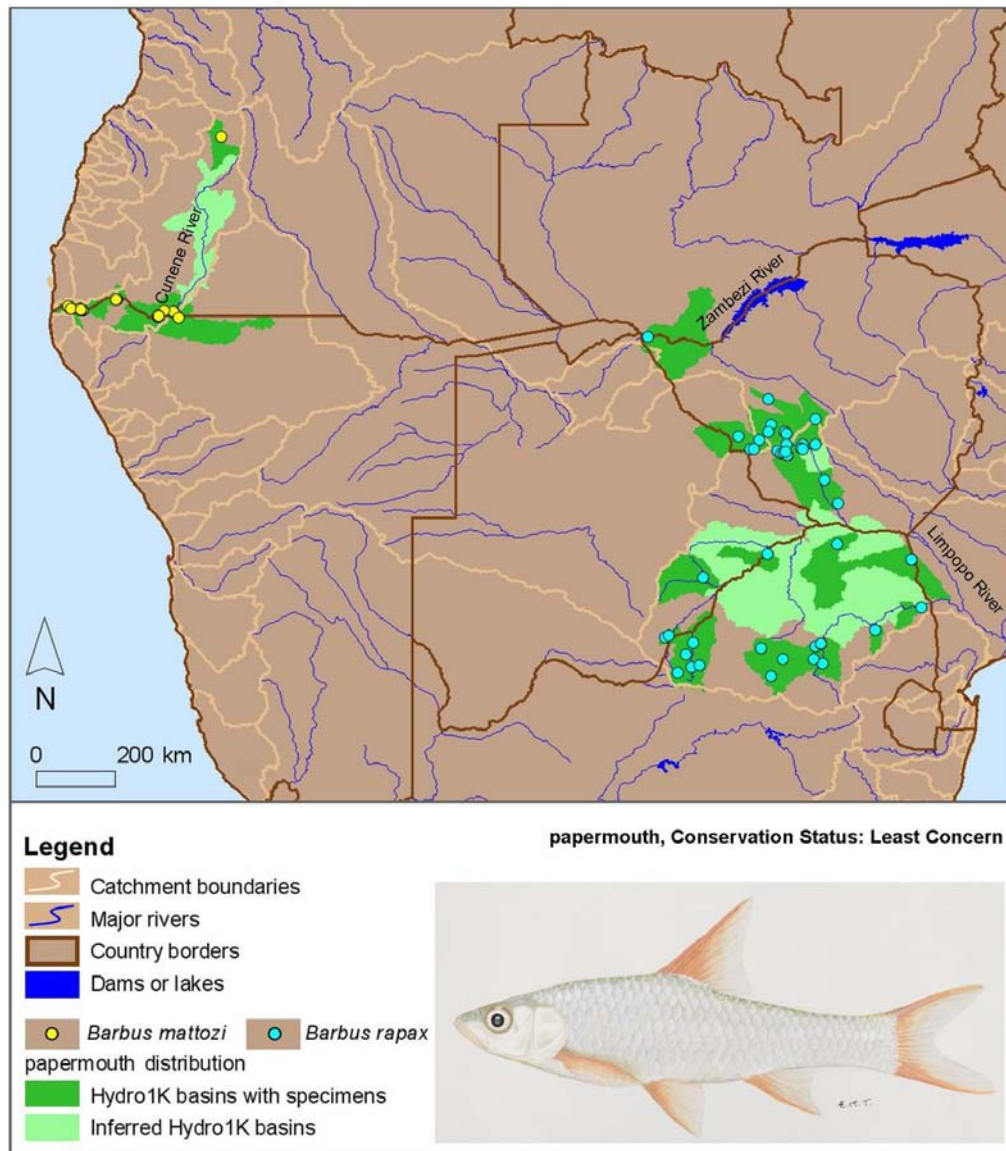 Cunene River
Zambezi River
Limpopo River
N
0 200 km
Legend
papermouth, Conservation Status: Least Concern
Catchment boundaries
Major rivers
Country borders
Dams or lakes
Barbus mattozi Barbus rapax
papermouth distribution
Hydro1K basins with specimens
Inferred Hydro1K basins